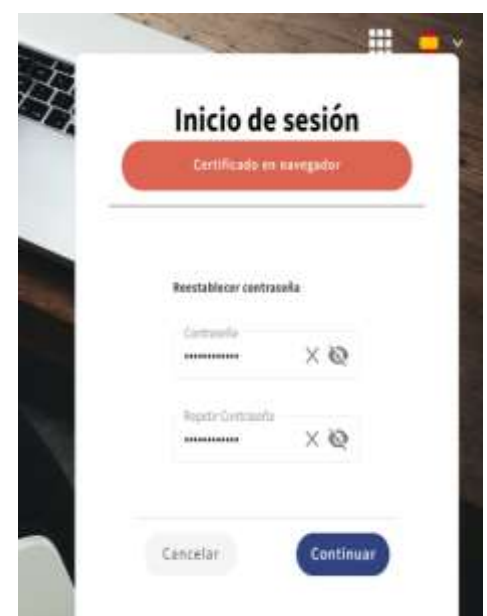 Inicio de sesión
Certificado en navegador
Reestablecer contraseña
Contraseña
••••••••••••
Repetir Contraseña
••••••••••••
Cancelar
Continuar